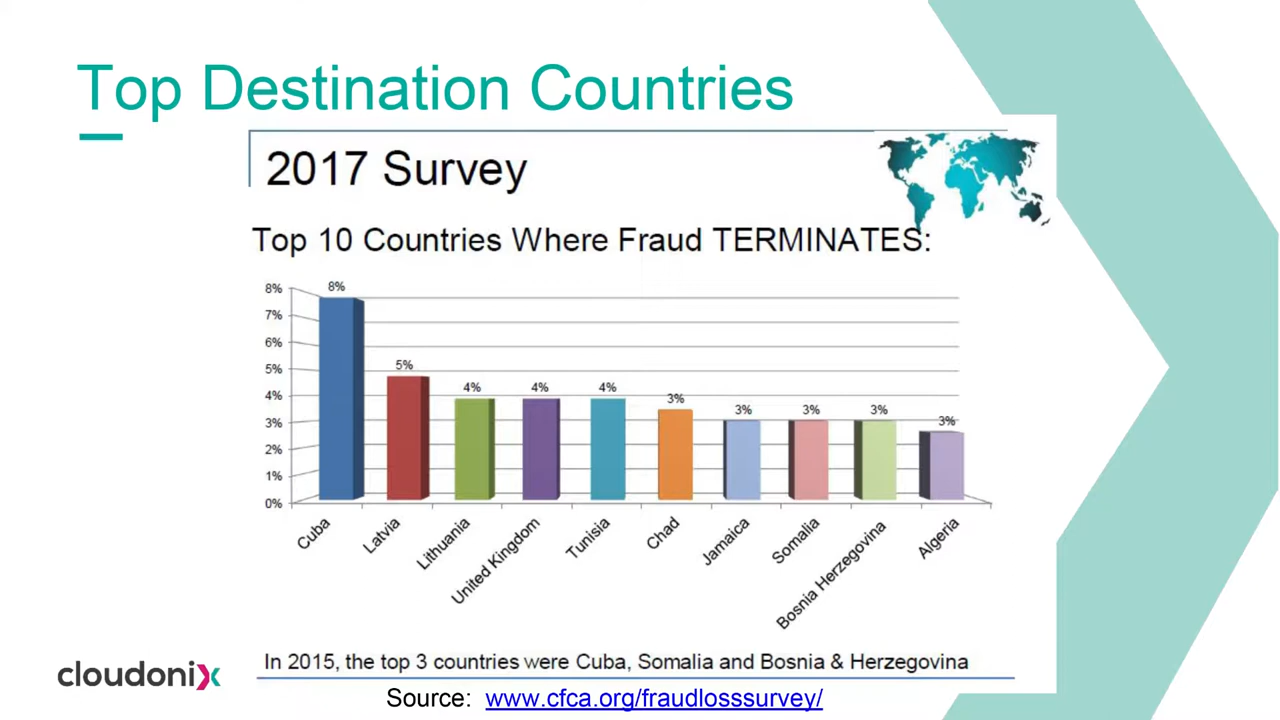 Top Destination Countries
2017 Survey
Top 10 Countries Where Fraud TERMINATES:
8%
7%
6%
5%
4%
3%
2%
1%
0%
8%
5%
4%
4%
4%
3%
3%
3%
3%
3%
Cuba
Latvia
Lithuania
United Kingdom
Tunisia
Chad
Jamaica
Somalia
Bosnia Herzegovina
Algeria
In 2015, the top 3 countries were Cuba, Somalia and Bosnia & Herzegovina
cloudonix
Source: www.cfca.org/fraudlosssurvey/